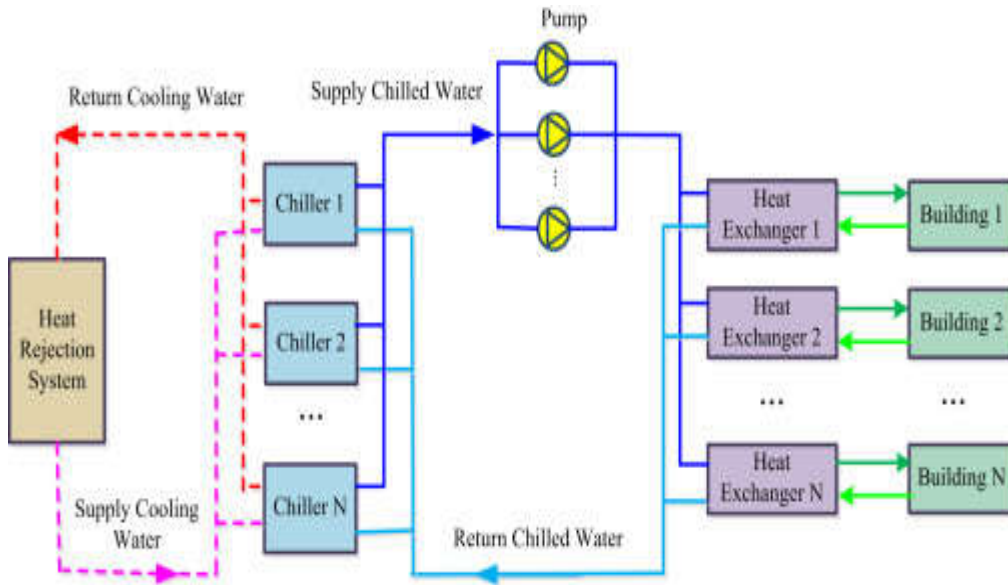 Pump
Supply Chilled Water
Return Cooling Water
Chiller 1
Heat
Exchanger 1
Building 1
Heat
Rejection
System
Chiller 2
Heat
Exchanger 2
Building 2
...
...
...
Chiller N
Heat
Exchanger N
Building N
Supply Cooling
Water
Return Chilled Water